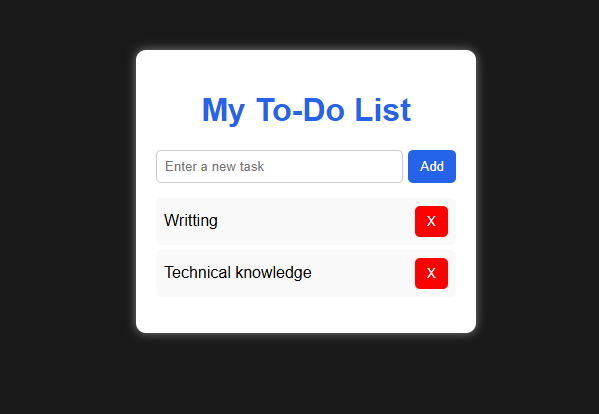 My To-Do List
Enter a new task Add
Writting X
Technical knowledge X